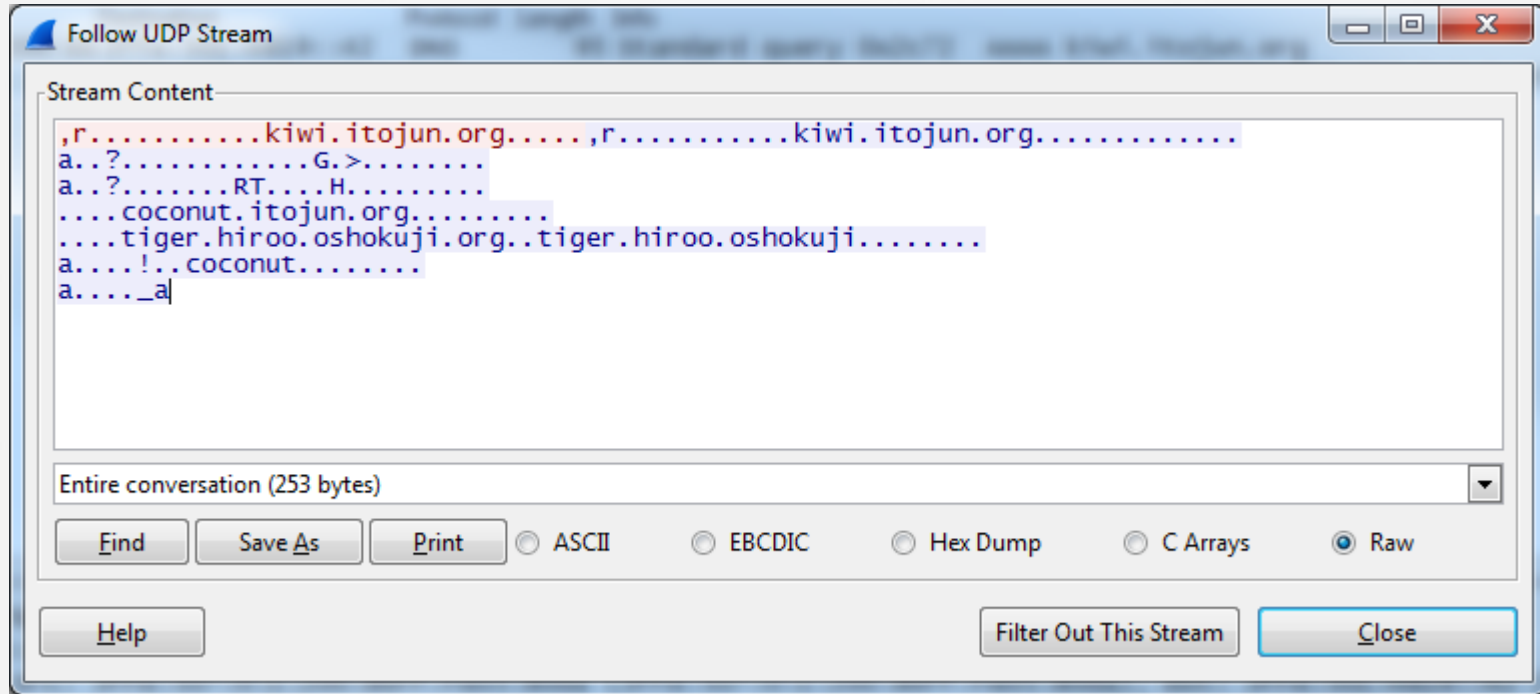 Follow UDP Stream
Stream Content
,r...........kiwi.itojun.org.....,r...........kiwi.itojun.org.............
a..?.............G.>........
a..?.......RT....H.........
....coconut.itojun.org.........
....tiger.hiroo.oshokuji.org..tiger.hiroo.oshokuji........
a....!..coconut........
a...._a
Entire conversation (253 bytes)
Find Save As Print ASCII EBCDIC Hex Dump C Arrays Raw
Help Filter Out This Stream Close